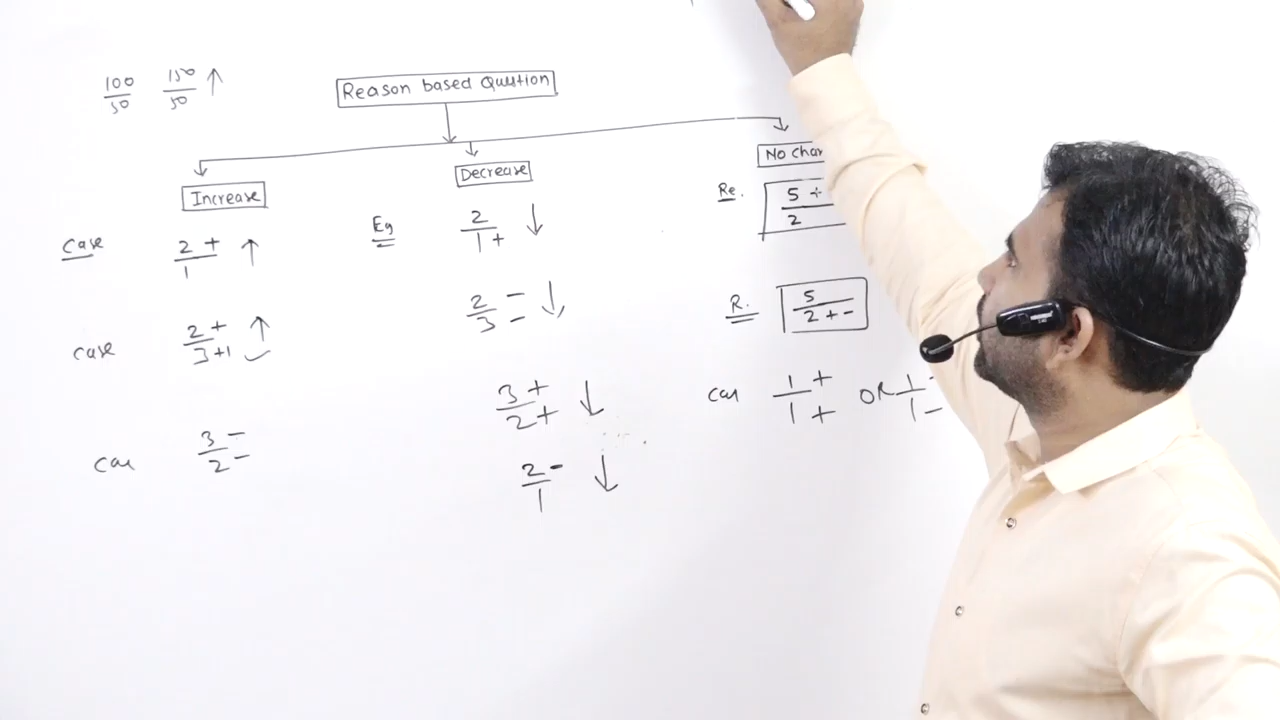 100/50 150/50 ↑
Reason based Question
Increase
Case 2+/1 ↑
case 2+/3+1 ↑
cas 3-/2-
Decrease
Eg 2/1+ ↓
2-/3- ↓
3+/2+ ↓
2-/1 ↓
No Chan
Re. 5+/2
R. 5/2+-
cas 1+/1+ OR 1-/1-